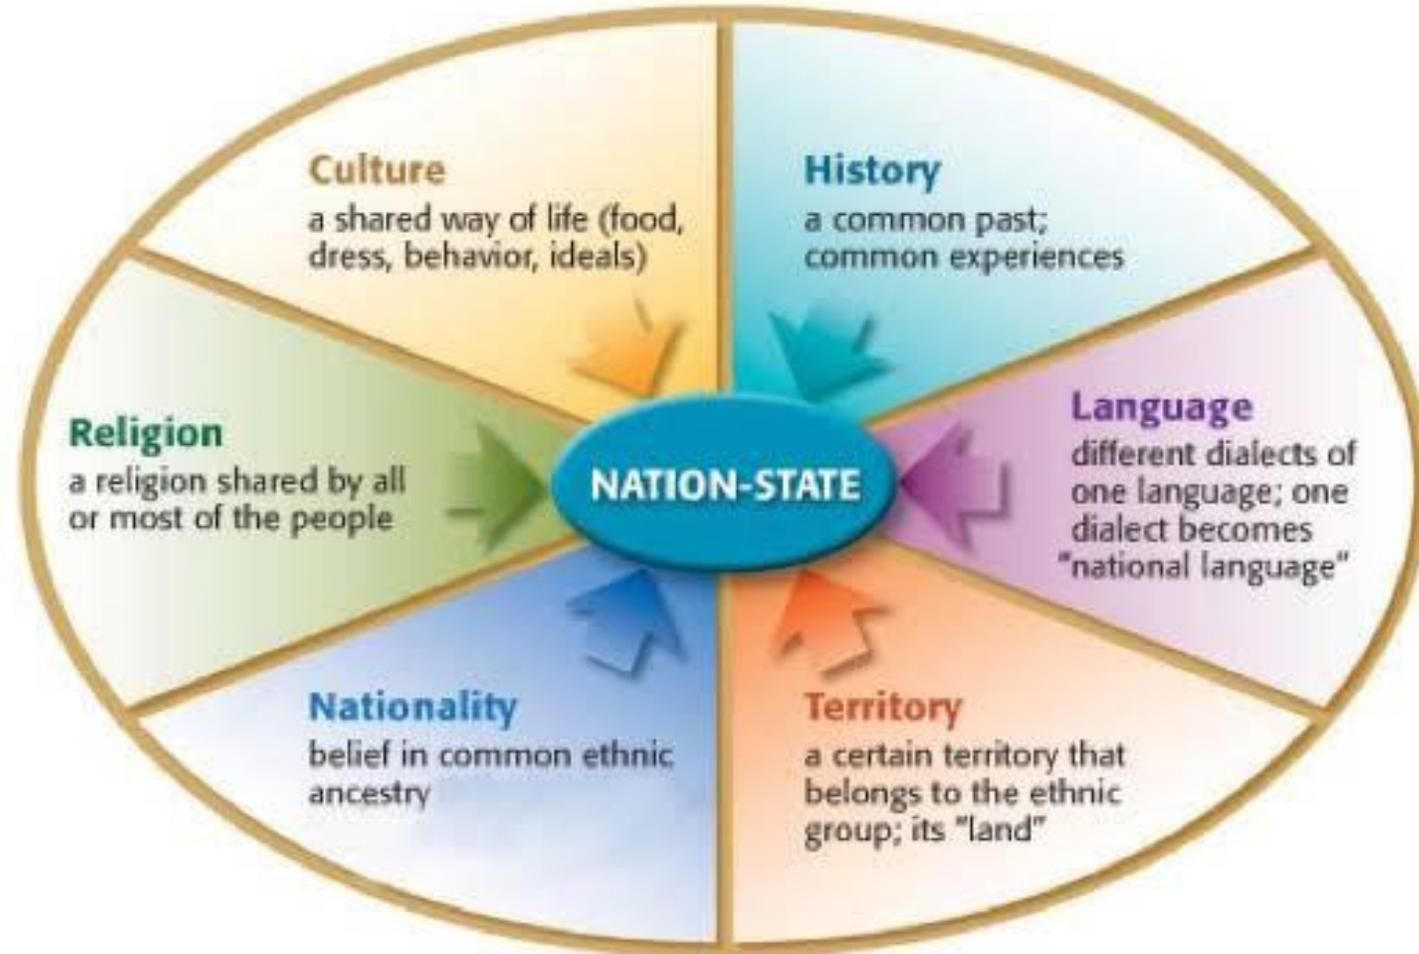 Culture
a shared way of life (food,
dress, behavior, ideals)
History
a common past;
common experiences
Religion
a religion shared by all
or most of the people
NATION-STATE
Language
different dialects of
one language; one
dialect becomes
"national language"
Nationality
belief in common ethnic
ancestry
Territory
a certain territory that
belongs to the ethnic
group; its "land"